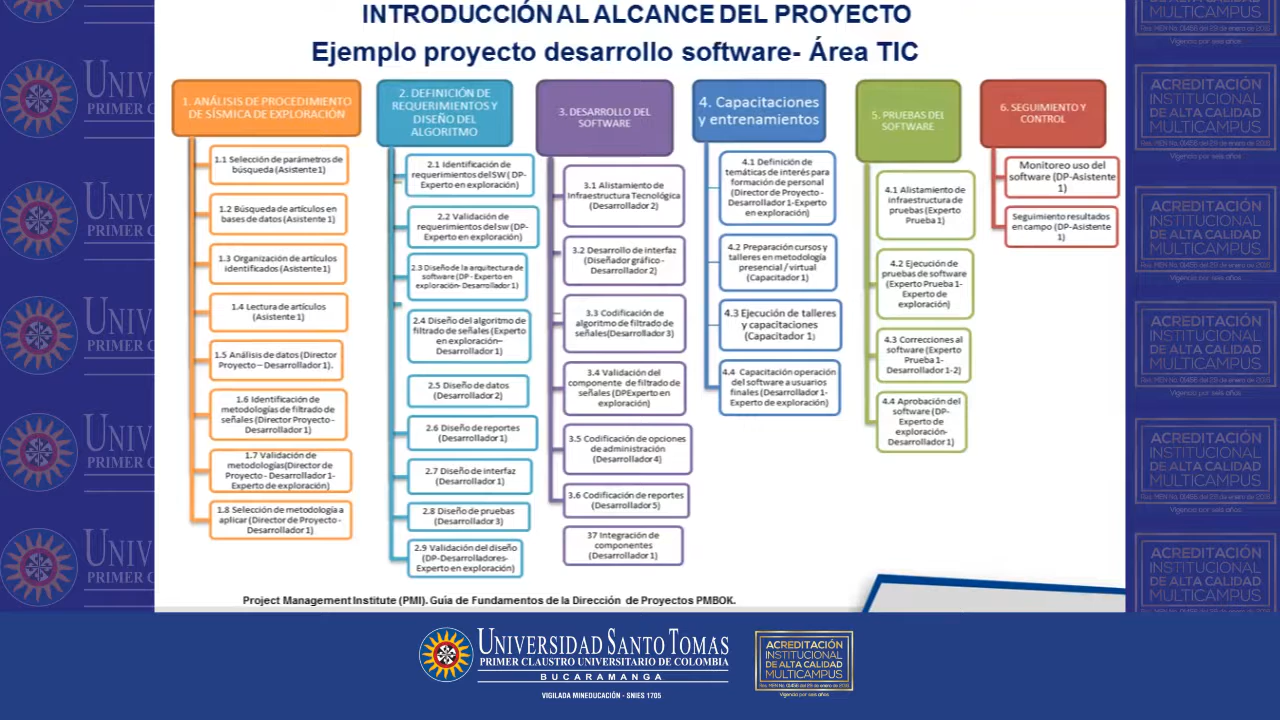 INTRODUCCIÓN AL ALCANCE DEL PROYECTO
Ejemplo proyecto desarrollo software- Área TIC
1. ANÁLISIS DE PROCEDIMIENTO
DE SÍSMICA DE EXPLORACIÓN
1.1 Selección de parámetros de
búsqueda (Asistente 1)
1.2 Búsqueda de artículos en
bases de datos (Asistente 1)
1.3 Organización de artículos
identificados (Asistente 1)
1.4 Lectura de artículos
(Asistente 1)
1.5 Análisis de datos (Director
Proyecto – Desarrollador 1).
1.6 Identificación de
metodologías de filtrado de
señales (Director Proyecto -
Desarrollador 1)
1.7 Validación de
metodologías(Director de
Proyecto - Desarrollador 1-
Experto de exploración)
1.8 Selección de metodología a
aplicar (Director de Proyecto -
Desarrollador 1)
2. DEFINICIÓN DE
REQUERIMIENTOS Y
DISEÑO DEL
ALGORITMO
2.1 Identificación de
requerimientos del SW ( DP-
Experto en exploración)
2.2 Validación de
requerimientos del sw (DP-
Experto en exploración)
2.3 Diseño de la arquitectura de
software (DP - Experto en
exploración- Desarrollador 1)
2.4 Diseño del algoritmo de
filtrado de señales (Experto
en exploración–
Desarrollador 1)
2.5 Diseño de datos
(Desarrollador 2)
2.6 Diseño de reportes
(Desarrollador 1)
2.7 Diseño de interfaz
(Desarrollador 1)
2.8 Diseño de pruebas
(Desarrollador 3)
2.9 Validación del diseño
(DP-Desarrolladores-
Experto en exploración)
3. DESARROLLO DEL
SOFTWARE
3.1 Alistamiento de
Infraestructura Tecnológica
(Desarrollador 2)
3.2 Desarrollo de interfaz
(Diseñador gráfico -
Desarrollador 2)
3.3 Codificación de
algoritmo de filtrado de
señales(Desarrollador 3)
3.4 Validación del
componente de filtrado de
señales (DPExperto en
exploración)
3.5 Codificación de opciones
de administración
(Desarrollador 4)
3.6 Codificación de reportes
(Desarrollador 5)
37 Integración de
componentes
(Desarrollador 1)
4. Capacitaciones
y entrenamientos
4.1 Definición de
temáticas de interés para
formación de personal
(Director de Proyecto -
Desarrollador 1-Experto
en exploración)
4.2 Preparación cursos y
talleres en metodología
presencial / virtual
(Capacitador 1)
4.3 Ejecución de talleres
y capacitaciones
(Capacitador 1)
4.4 Capacitación operación
del software a usuarios
finales (Desarrollador 1-
Experto de exploración)
5. PRUEBAS DEL
SOFTWARE
4.1 Alistamiento de
infraestructura de
pruebas (Experto
Prueba 1)
4.2 Ejecución de
pruebas de software
(Experto Prueba 1-
Experto de
exploración)
4.3 Correcciones al
software (Experto
Prueba 1-
Desarrollador 1-2)
4.4 Aprobación del
software (DP-
Experto de
exploración-
Desarrollador 1)
6. SEGUIMIENTO Y
CONTROL
Monitoreo uso del
software (DP-Asistente
1)
Seguimiento resultados
en campo (DP-Asistente
1)
Project Management Institute (PMI). Guia de Fundamentos de la Dirección de Proyectos PMBOK.
UNIVERSIDAD SANTO TOMAS
PRIMER CLAUSTRO UNIVERSITARIO DE COLOMBIA
BUCARAMANGA
VIGILADA MINEDUCACIÓN - SNIES 1705
ACREDITACIÓN
INSTITUCIONAL
DE ALTA CALIDAD
MULTICAMPUS
Res. MEN No. 01456 del 29 de enero de 2016
Vigencia por seis años